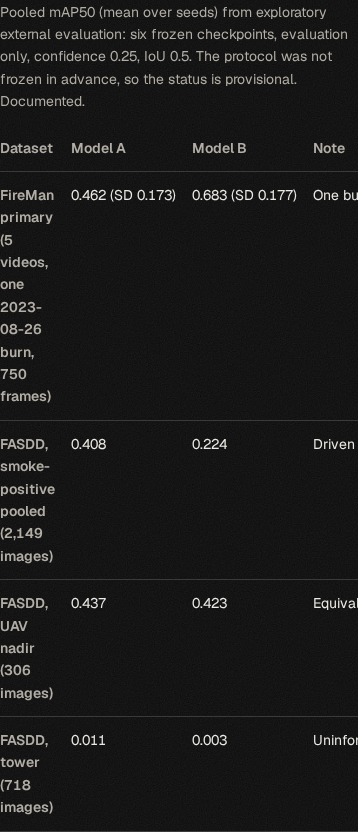 Pooled mAP50 (mean over seeds) from exploratory
external evaluation: six frozen checkpoints, evaluation
only, confidence 0.25, IoU 0.5. The protocol was not
frozen in advance, so the status is provisional.
Documented.
Dataset Model A Model B Note
FireMan 0.462 (SD 0.173) 0.683 (SD 0.177) One
primary
(5
videos,
one
2023-
08-26
burn,
750
frames)
FASDD, 0.408 0.224 Driven
smoke-
positive
pooled
(2,149
images)
FASDD, 0.437 0.423
UAV
nadir
(306
images)
FASDD, 0.011 0.003
tower
(718
images)